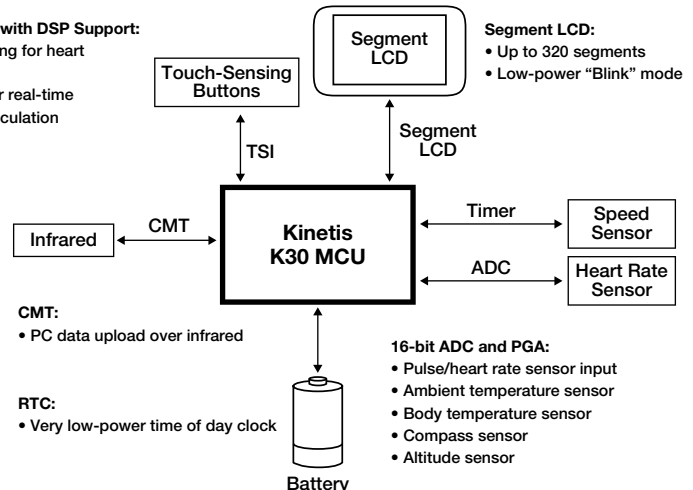 with DSP Support:
ing for heart
r real-time
culation
Touch-Sensing
Buttons
Segment
LCD
Segment LCD:
• Up to 320 segments
• Low-power “Blink” mode
TSI
Segment
LCD
Infrared
CMT
Kinetis
K30 MCU
Timer
Speed
Sensor
ADC
Heart Rate
Sensor
CMT:
• PC data upload over infrared
RTC:
• Very low-power time of day clock
16-bit ADC and PGA:
• Pulse/heart rate sensor input
• Ambient temperature sensor
• Body temperature sensor
• Compass sensor
• Altitude sensor
Battery